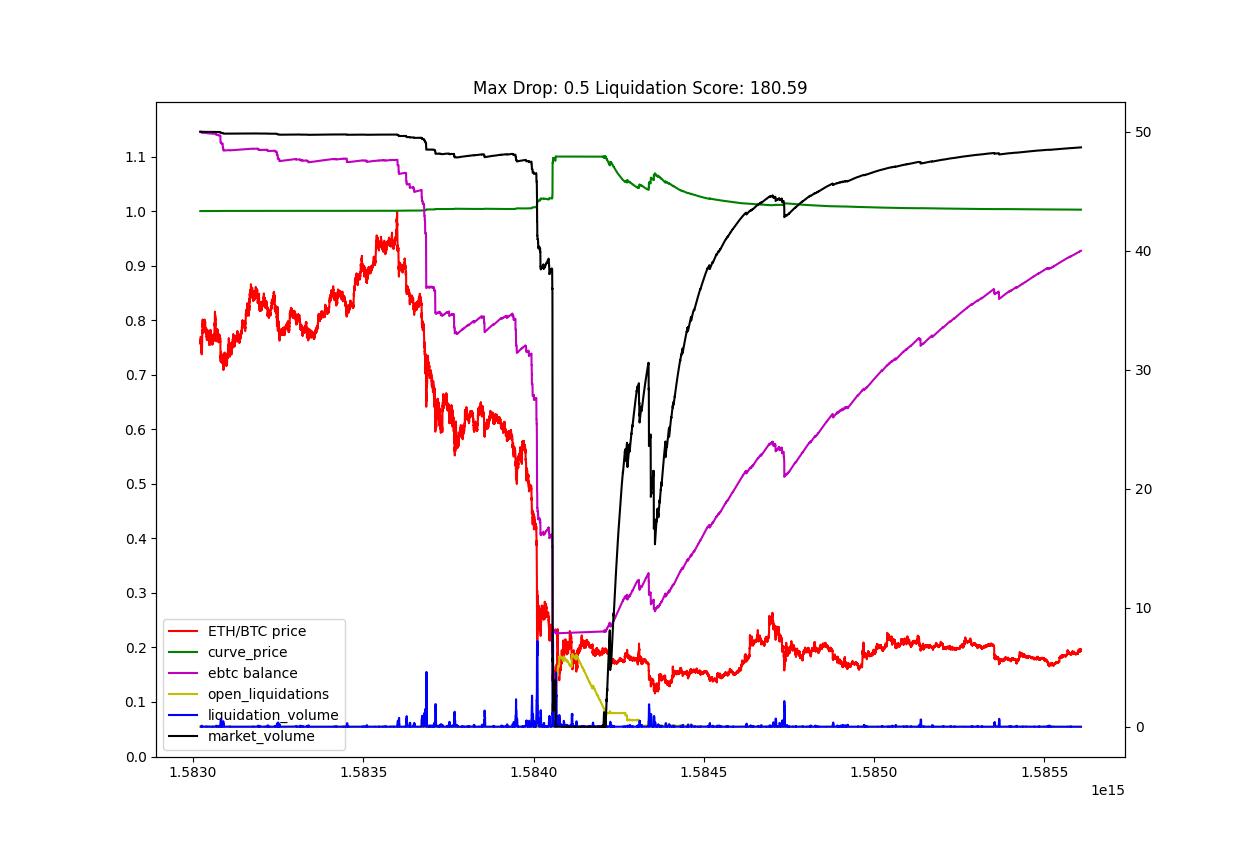 Max Drop: 0.5 Liquidation Score: 180.59
1.1
1.0
0.9
0.8
0.7
0.6
0.5
0.4
0.3
0.2
0.1
0.0
50
40
30
20
10
0
ETH/BTC price
curve_price
ebtc balance
open_liquidations
liquidation_volume
market_volume
1.5830 1.5835 1.5840 1.5845 1.5850 1.5855
1e15